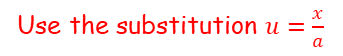 Use the substitution u = x/a